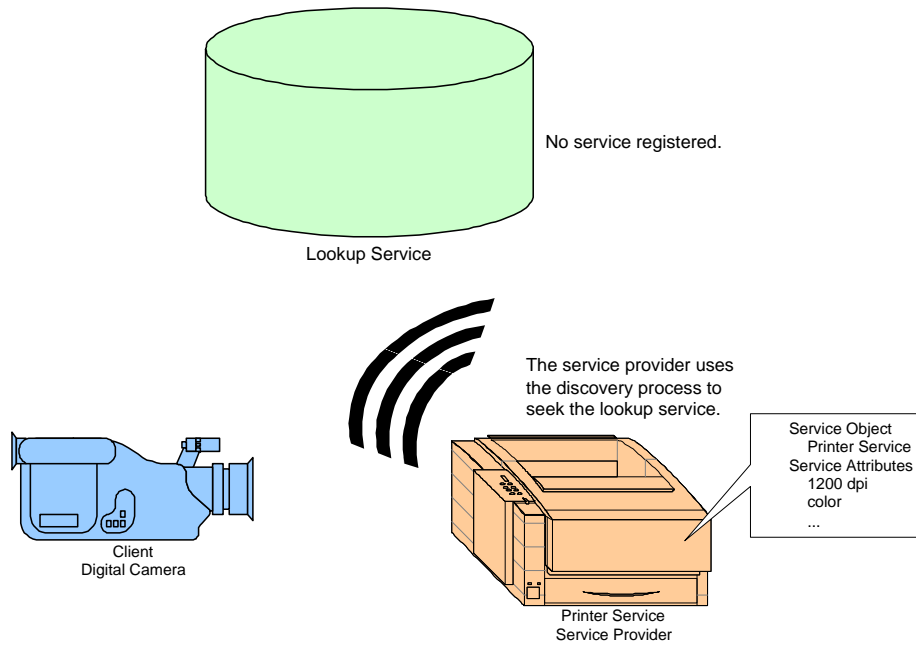 No service registered.
Lookup Service
The service provider uses
the discovery process to
seek the lookup service.
Service Object
Printer Service
Service Attributes
1200 dpi
color
...
Client
Digital Camera
Printer Service
Service Provider